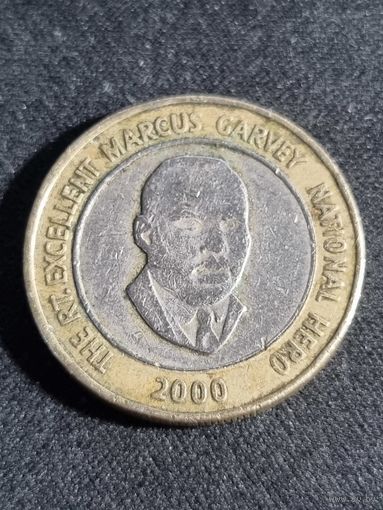 THE RT. EXCELLENT MARCUS GARVEY NATIONAL HERO
2000